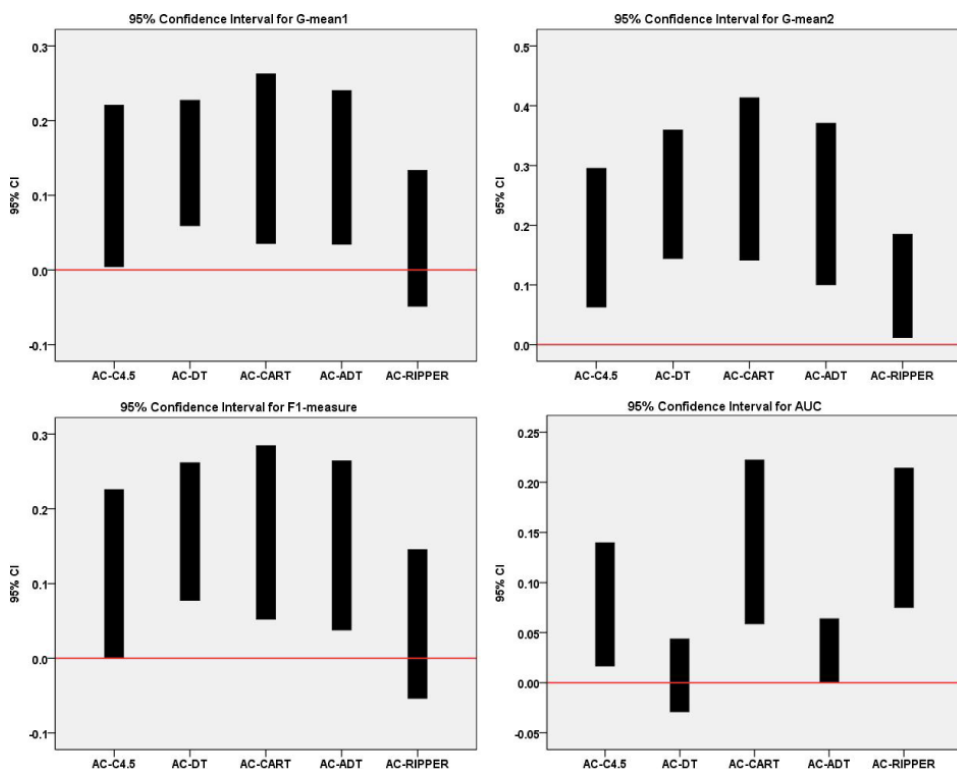 95% Confidence Interval for G-mean1
0.3
0.2
0.1
0.0
-0.1
95% CI
AC-C4.5 AC-DT AC-CART AC-ADT AC-RIPPER
95% Confidence Interval for G-mean2
0.5
0.4
0.3
0.2
0.1
0.0
95% CI
AC-C4.5 AC-DT AC-CART AC-ADT AC-RIPPER
95% Confidence Interval for F1-measure
0.3
0.2
0.1
0.0
-0.1
95% CI
AC-C4.5 AC-DT AC-CART AC-ADT AC-RIPPER
95% Confidence Interval for AUC
0.25
0.20
0.15
0.10
0.05
0.00
-0.05
95% CI
AC-C4.5 AC-DT AC-CART AC-ADT AC-RIPPER